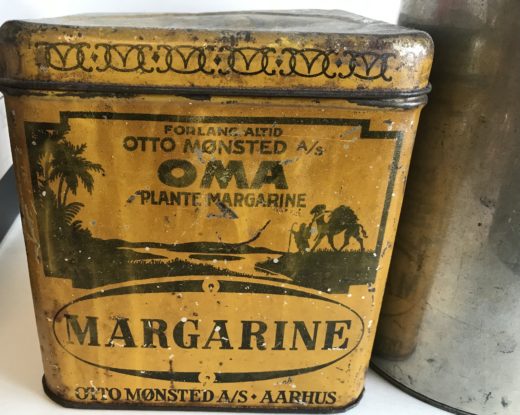 FORLANG ALTID
OTTO MØNSTED A/S
OMA
PLANTE MARGARINE
MARGARINE
OTTO MØNSTED A/S · AARHUS